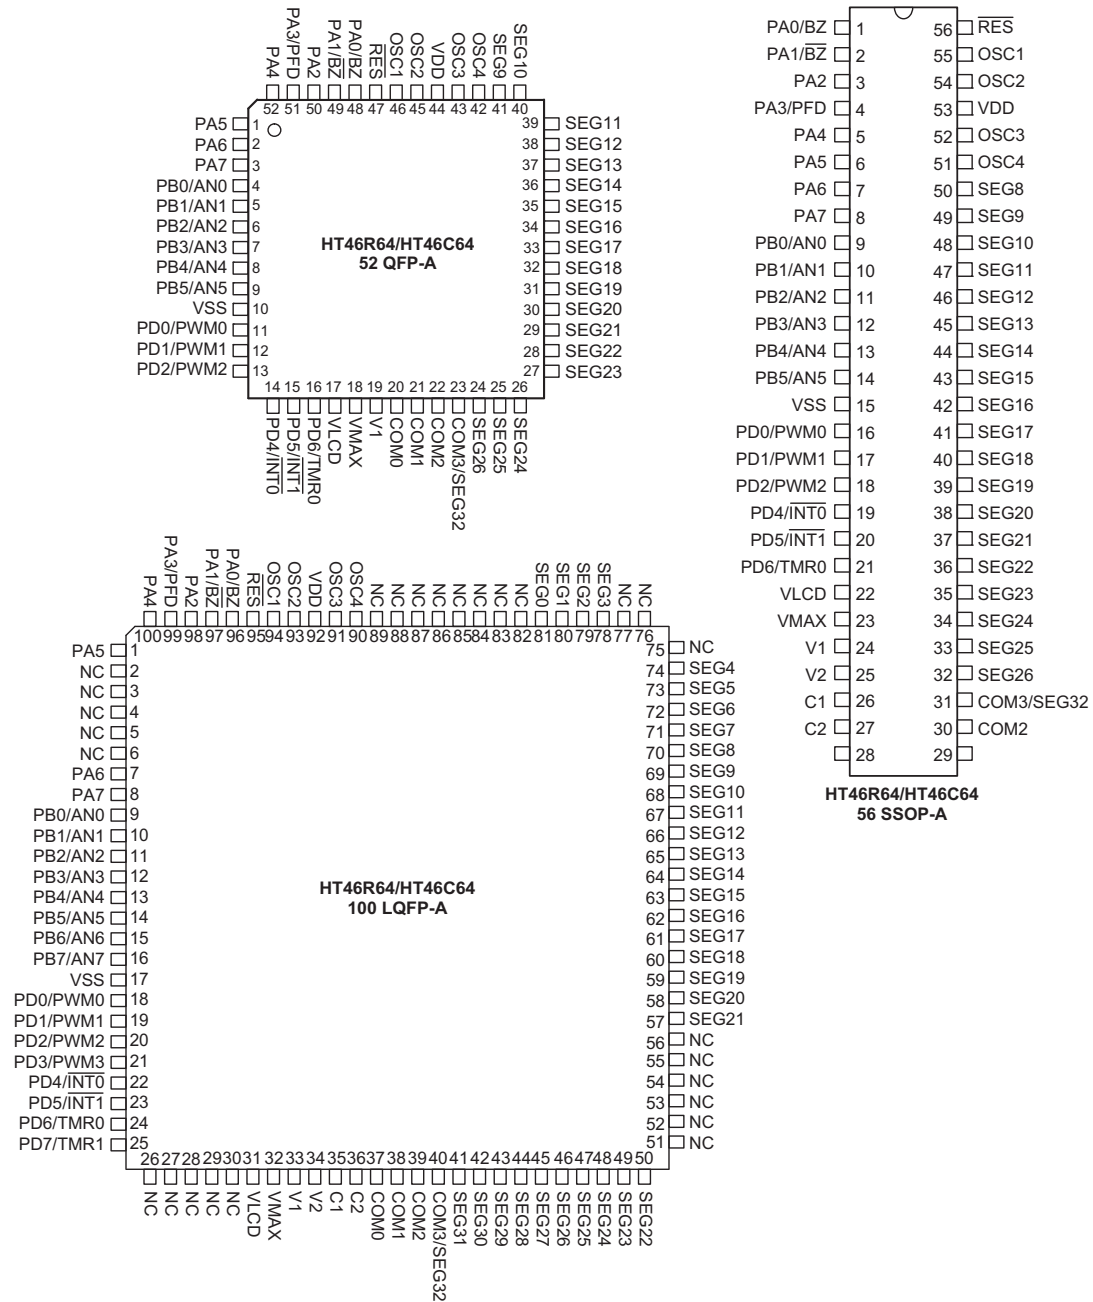 PA4
PA3/PFD
PA2
PA1/BZ
PA0/BZ
RES
OSC1
OSC2
VDD
OSC3
OSC4
SEG9
SEG10
52 51 50 49 48 47 46 45 44 43 42 41 40
PA5 1
PA6 2
PA7 3
PB0/AN0 4
PB1/AN1 5
PB2/AN2 6
PB3/AN3 7
PB4/AN4 8
PB5/AN5 9
VSS 10
PD0/PWM0 11
PD1/PWM1 12
PD2/PWM2 13
HT46R64/HT46C64
52 QFP-A
39 SEG11
38 SEG12
37 SEG13
36 SEG14
35 SEG15
34 SEG16
33 SEG17
32 SEG18
31 SEG19
30 SEG20
29 SEG21
28 SEG22
27 SEG23
14 15 16 17 18 19 20 21 22 23 24 25 26
PD4/INT0
PD5/INT1
PD6/TMR0
VLCD
VMAX
V1
COM0
COM1
COM2
COM3/SEG32
SEG26
SEG25
SEG24
PA0/BZ 1 56 RES
PA1/BZ 2 55 OSC1
PA2 3 54 OSC2
PA3/PFD 4 53 VDD
PA4 5 52 OSC3
PA5 6 51 OSC4
PA6 7 50 SEG8
PA7 8 49 SEG9
PB0/AN0 9 48 SEG10
PB1/AN1 10 47 SEG11
PB2/AN2 11 46 SEG12
PB3/AN3 12 45 SEG13
PB4/AN4 13 44 SEG14
PB5/AN5 14 43 SEG15
VSS 15 42 SEG16
PD0/PWM0 16 41 SEG17
PD1/PWM1 17 40 SEG18
PD2/PWM2 18 39 SEG19
PD4/INT0 19 38 SEG20
PD5/INT1 20 37 SEG21
PD6/TMR0 21 36 SEG22
VLCD 22 35 SEG23
VMAX 23 34 SEG24
V1 24 33 SEG25
V2 25 32 SEG26
C1 26 31 COM3/SEG32
C2 27 30 COM2
28 29
HT46R64/HT46C64
56 SSOP-A
PA4
PA3/PFD
PA2
PA1/BZ
PA0/BZ
RES
OSC1
OSC2
VDD
OSC3
OSC4
NC
NC
NC
NC
NC
NC
NC
NC
SEG0
SEG1
SEG2
SEG3
NC
NC
100 99 98 97 96 95 94 93 92 91 90 89 88 87 86 85 84 83 82 81 80 79 78 77 76
PA5 1
NC 2
NC 3
NC 4
NC 5
NC 6
PA6 7
PA7 8
PB0/AN0 9
PB1/AN1 10
PB2/AN2 11
PB3/AN3 12
PB4/AN4 13
PB5/AN5 14
PB6/AN6 15
PB7/AN7 16
VSS 17
PD0/PWM0 18
PD1/PWM1 19
PD2/PWM2 20
PD3/PWM3 21
PD4/INT0 22
PD5/INT1 23
PD6/TMR0 24
PD7/TMR1 25
HT46R64/HT46C64
100 LQFP-A
75 NC
74 SEG4
73 SEG5
72 SEG6
71 SEG7
70 SEG8
69 SEG9
68 SEG10
67 SEG11
66 SEG12
65 SEG13
64 SEG14
63 SEG15
62 SEG16
61 SEG17
60 SEG18
59 SEG19
58 SEG20
57 SEG21
56 NC
55 NC
54 NC
53 NC
52 NC
51 NC
26 27 28 29 30 31 32 33 34 35 36 37 38 39 40 41 42 43 44 45 46 47 48 49 50
NC
NC
NC
NC
NC
VLCD
VMAX
V1
V2
C1
C2
COM0
COM1
COM2
COM3/SEG32
SEG31
SEG30
SEG29
SEG28
SEG27
SEG26
SEG25
SEG24
SEG23
SEG22